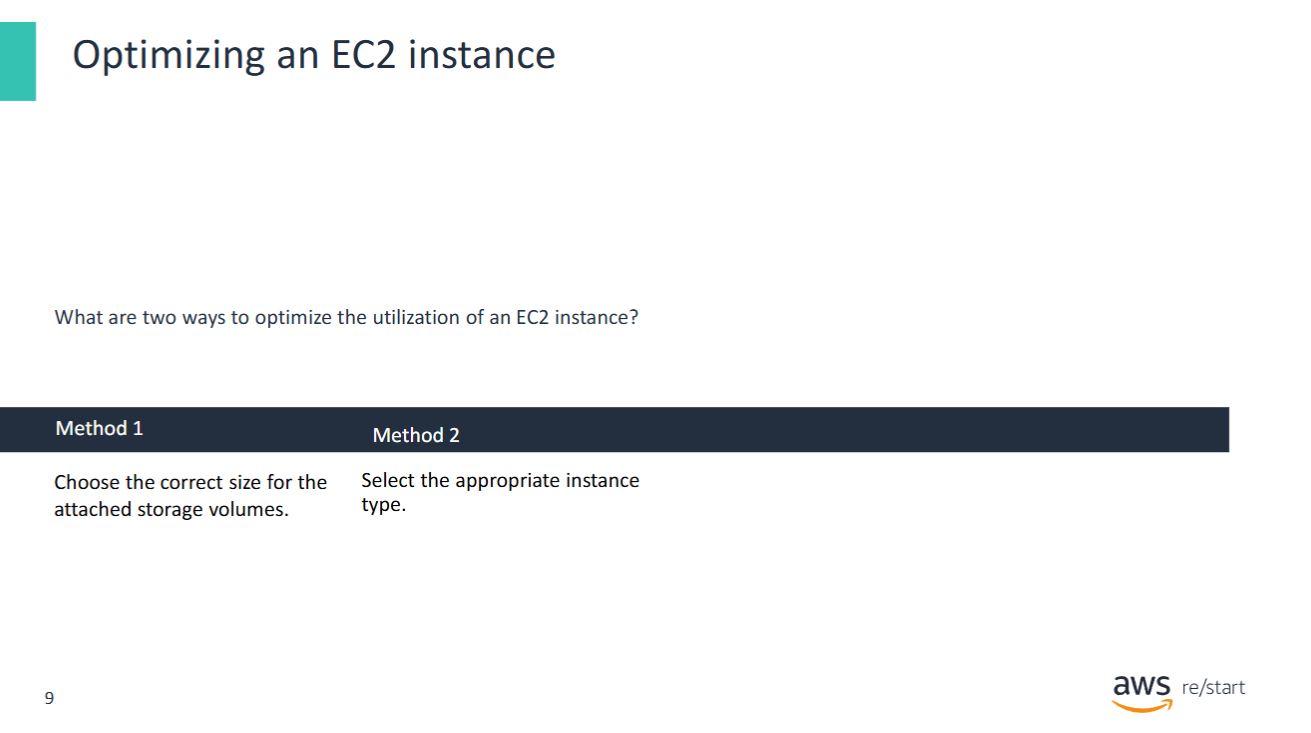 Optimizing an EC2 instance
What are two ways to optimize the utilization of an EC2 instance?
Method 1
Method 2
Choose the correct size for the
attached storage volumes.
Select the appropriate instance
type.
9
aws re/start